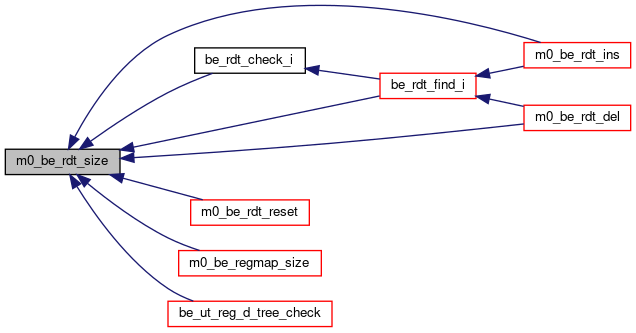 m0_be_rdt_size
be_rdt_check_i
be_rdt_find_i
m0_be_rdt_ins
m0_be_rdt_del
m0_be_rdt_reset
m0_be_regmap_size
be_ut_reg_d_tree_check